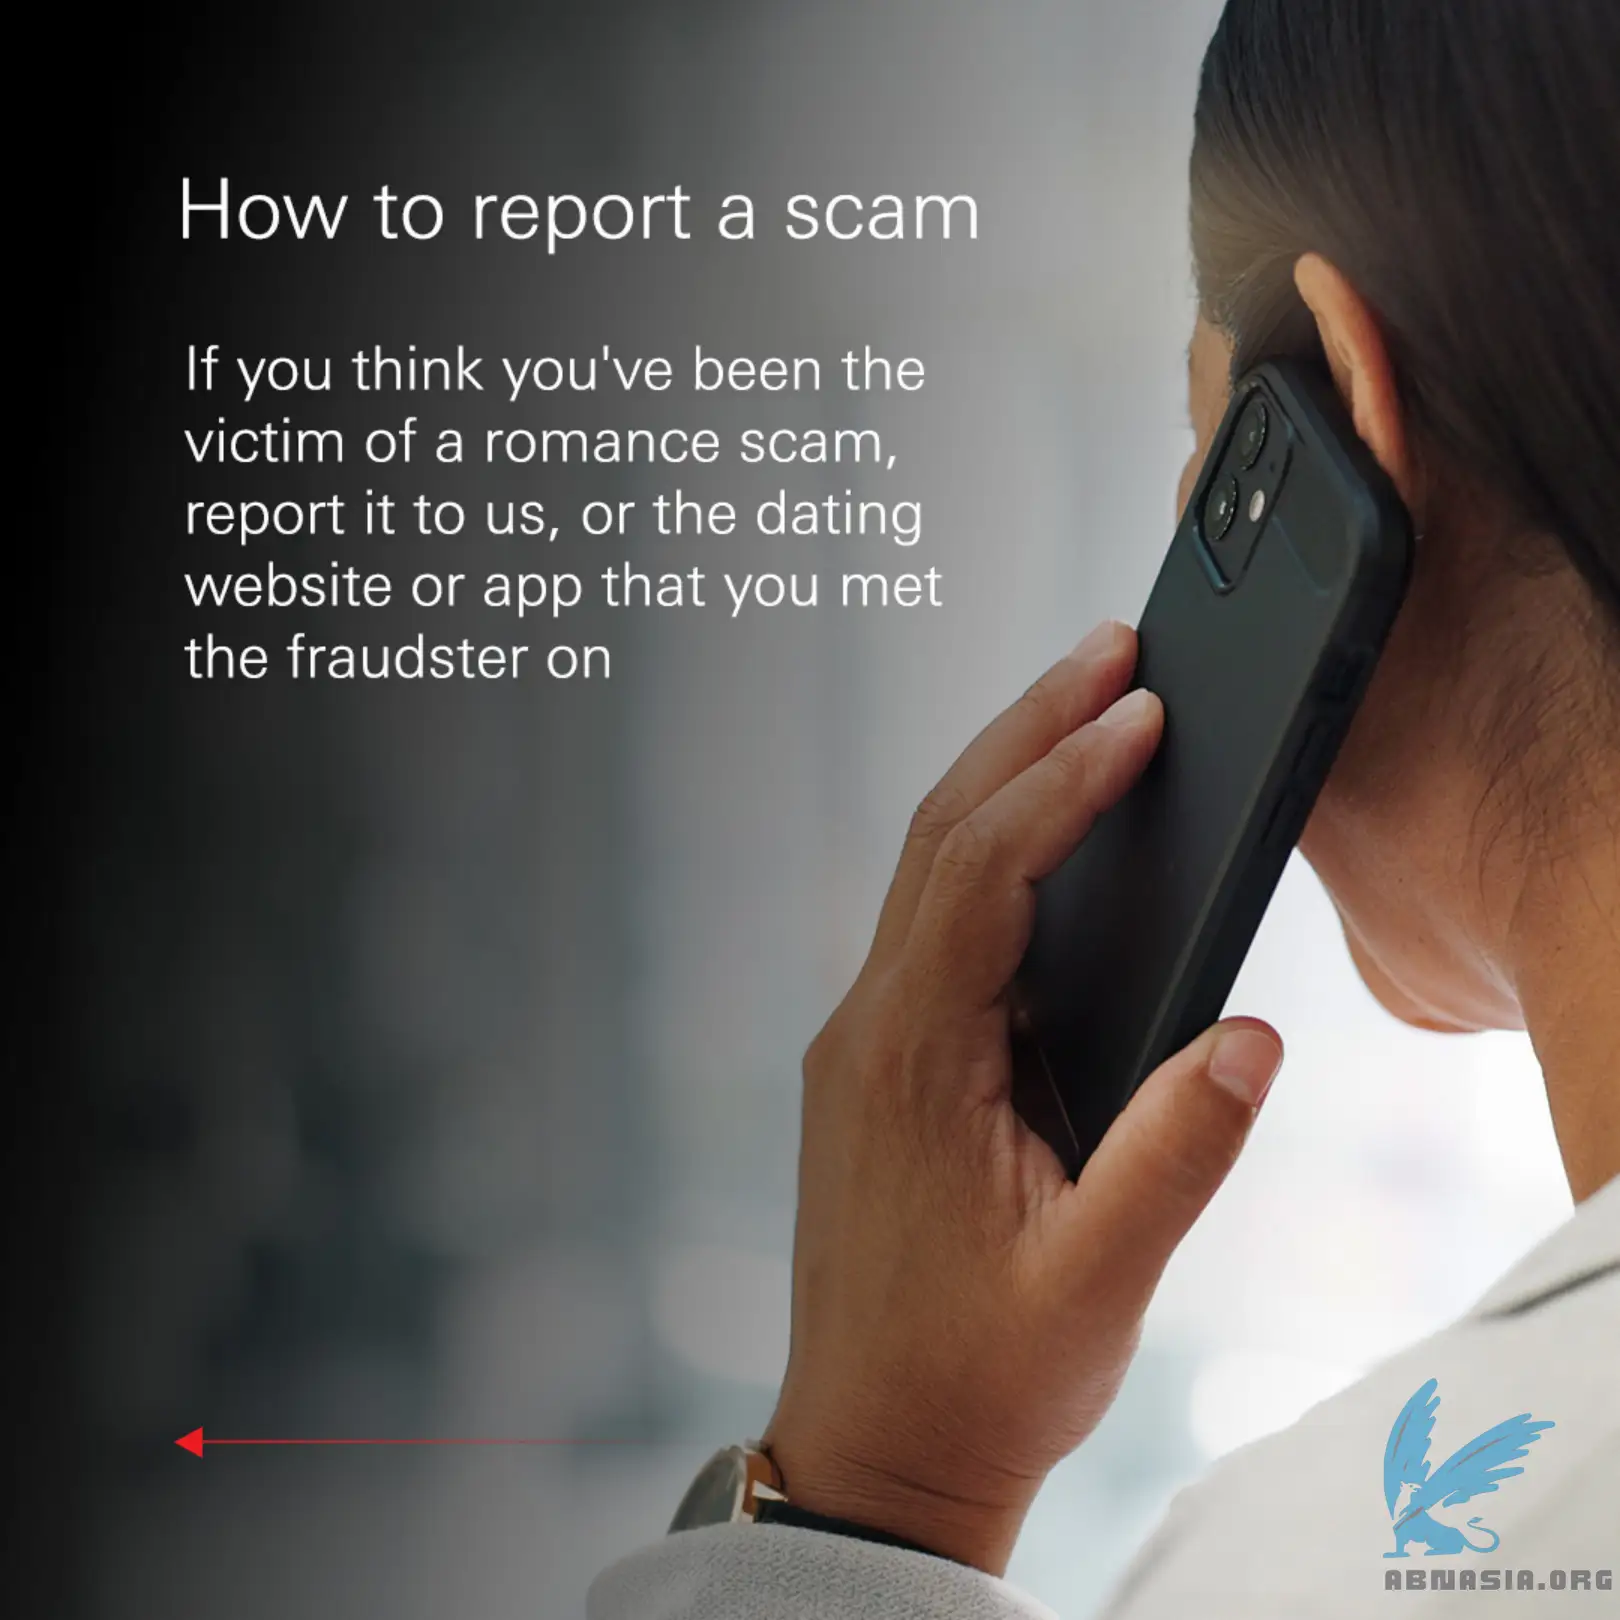 How to report a scam
If you think you've been the
victim of a romance scam,
report it to us, or the dating
website or app that you met
the fraudster on
ABNASIA.ORG